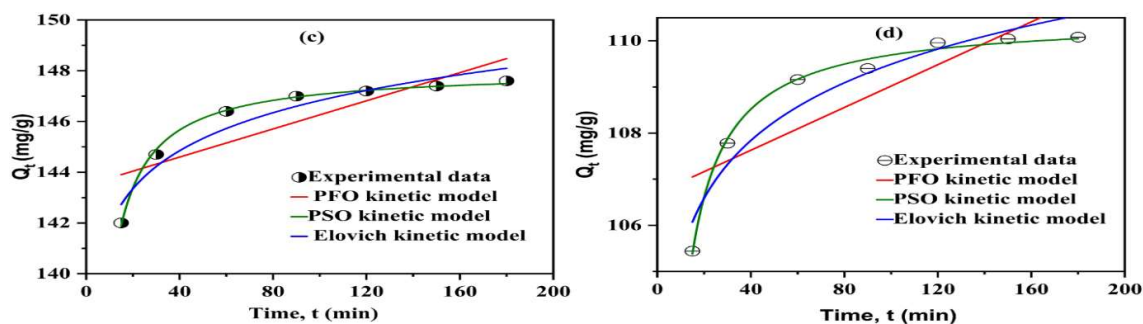 (c)
150
148
146
144
142
140
Qt (mg/g)
Experimental data
PFO kinetic model
PSO kinetic model
Elovich kinetic model
0 40 80 120 160 200
Time, t (min)
(d)
110
108
106
Qt (mg/g)
Experimental data
PFO kinetic model
PSO kinetic model
Elovich kinetic model
0 40 80 120 160 200
Time, t (min)